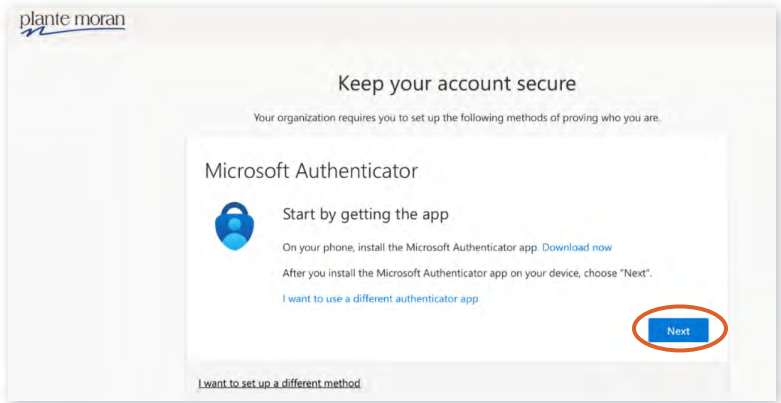 plante moran
Keep your account secure
Your organization requires you to set up the following methods of proving who you are.
Microsoft Authenticator
Start by getting the app
On your phone, install the Microsoft Authenticator app. Download now
After you install the Microsoft Authenticator app on your device, choose "Next".
I want to use a different authenticator app
Next
I want to set up a different method